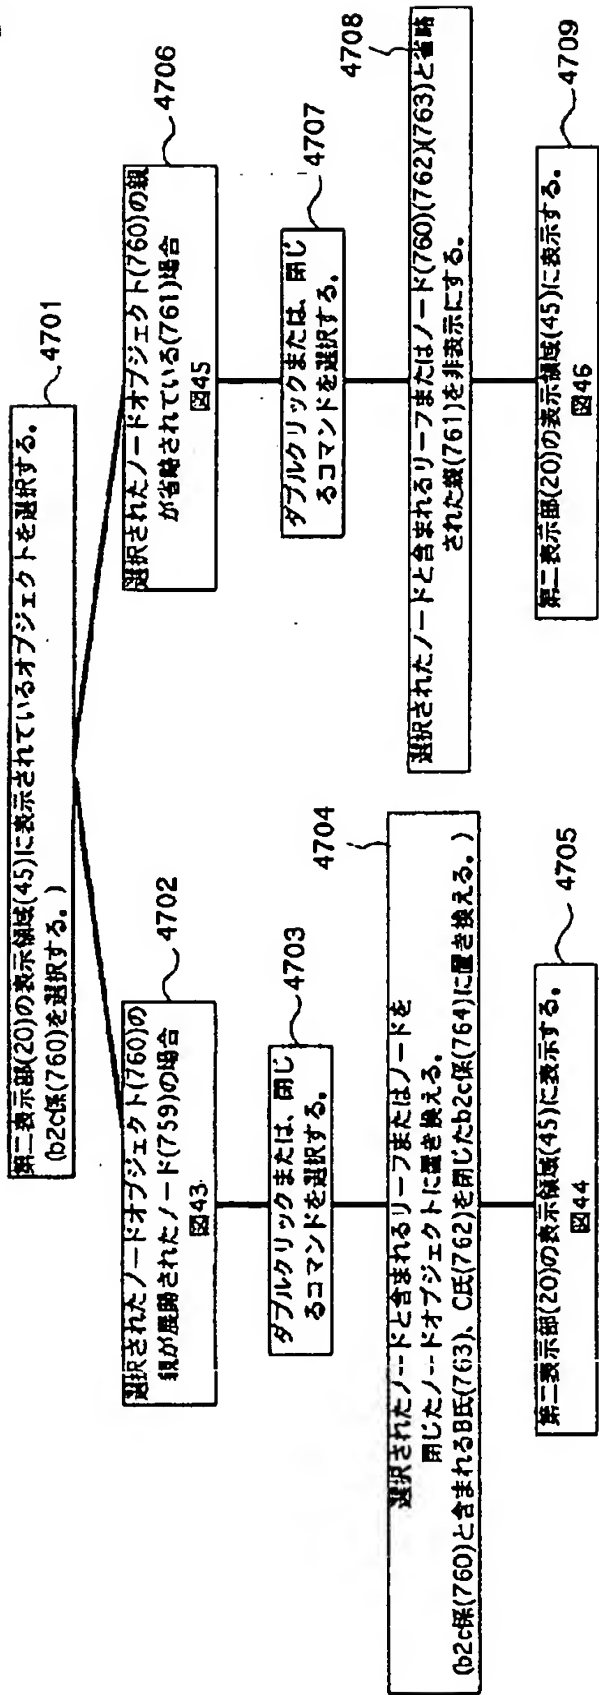 第二表示部(20)の表示領域(45)に表示されているオブジェクトを選択する。
(b2c係(760)を選択する。)
4701
選択されたノードオブジェクト(760)の
親が展開されたノード(759)の場合
図43
4702
ダブルクリックまたは、閉じ
るコマンドを選択する。
4703
選択されたノードと含まれるリーフまたはノードを
閉じたノードオブジェクトに置き換える。
(b2c係(760)と含まれるB氏(763)、C氏(762)を閉じたb2c係(764)に置き換える。)
4704
第二表示部(20)の表示領域(45)に表示する。
図44
4705
選択されたノードオブジェクト(760)の親
が省略されている(761)場合
図45
4706
ダブルクリックまたは、閉じ
るコマンドを選択する。
4707
選択されたノードと含まれるリーフまたはノード(760)(762)(763)と省略
された親(761)を非表示にする。
4708
第二表示部(20)の表示領域(45)に表示する。
図46
4709